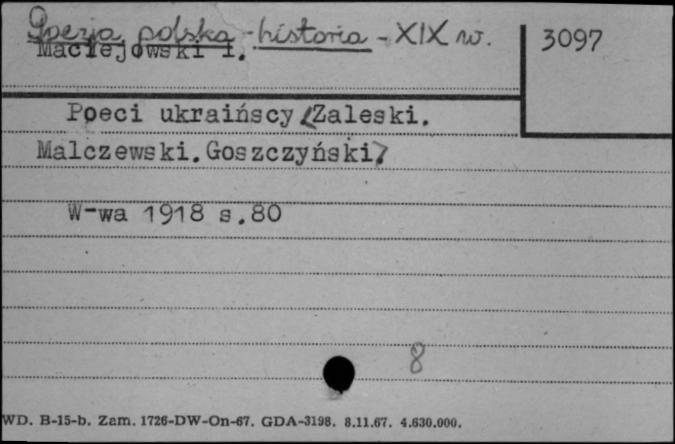 Poezja polska - historia - XIX w.
Maciejowski I.
3097
Poeci ukraińscy /Zaleski.
Malczewski.Goszczyński/
W-wa 1918 s.80
8
WD. B-15-b. Zam. 1726-DW-On-67. GDA-3198. 8.11.67. 4.630.000.